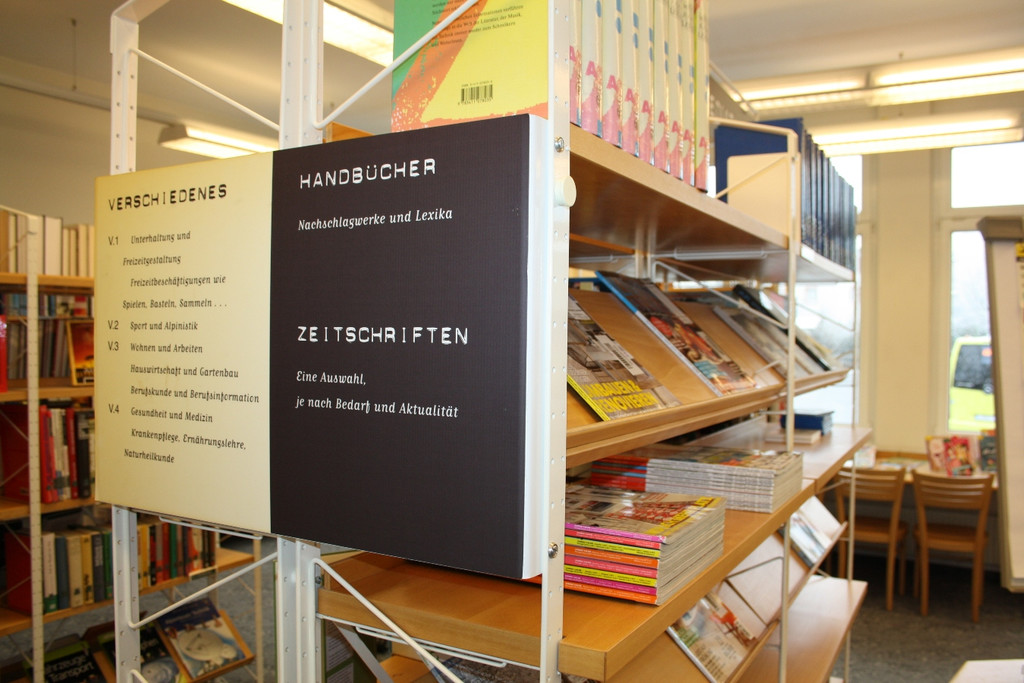 VERSCHIEDENES
V.1 Unterhaltung und
Freizeitgestaltung
Freizeitbeschäftigungen wie
Spielen, Basteln, Sammeln . . .
V.2 Sport und Alpinistik
V.3 Wohnen und Arbeiten
Hauswirtschaft und Gartenbau
Berufskunde und Berufsinformation
V.4 Gesundheit und Medizin
Krankenpflege, Ernährungslehre,
Naturheilkunde
HANDBÜCHER
Nachschlagwerke und Lexika
ZEITSCHRIFTEN
Eine Auswahl,
je nach Bedarf und Aktualität